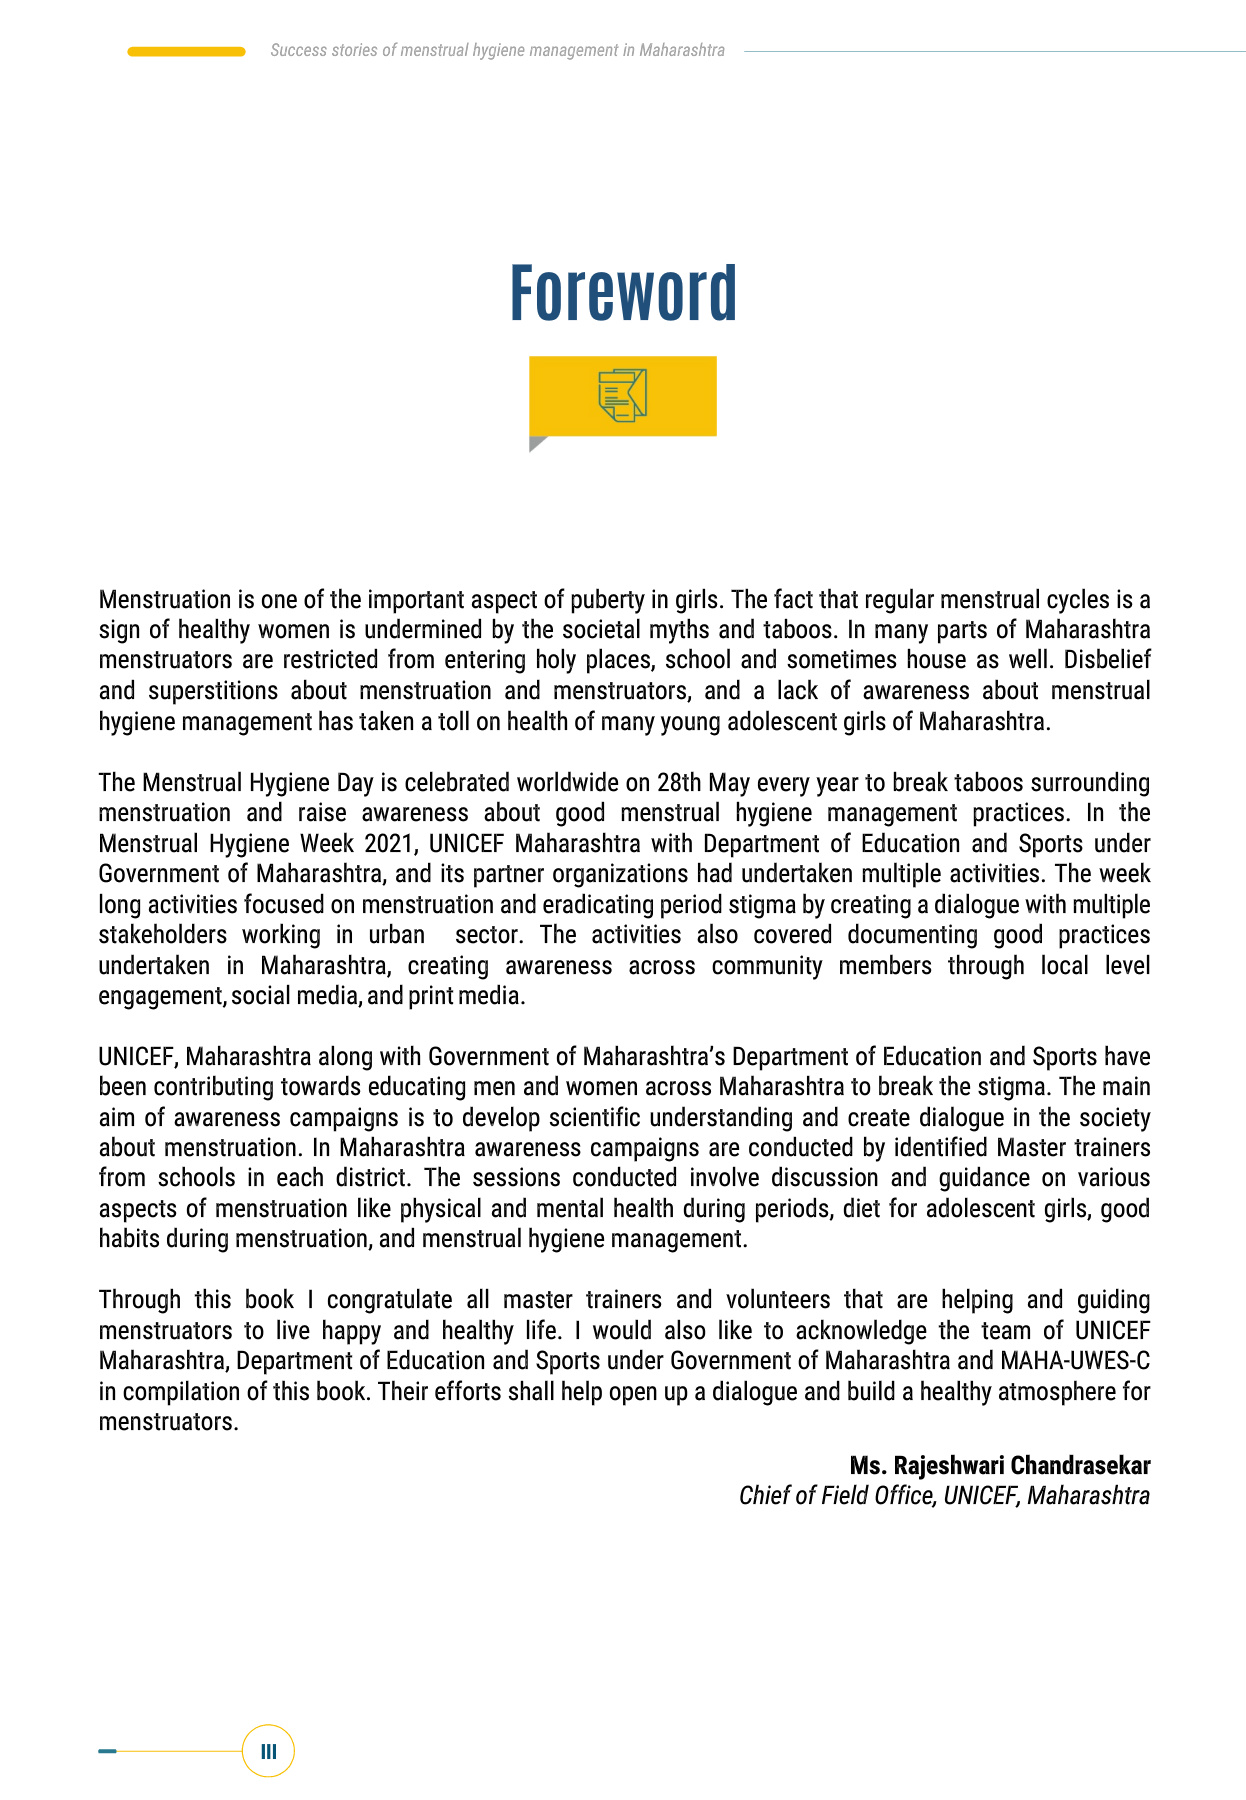 Success stories of menstrual hygiene management in Maharashtra
Foreword
Menstruation is one of the important aspect of puberty in girls. The fact that regular menstrual cycles is a
sign of healthy women is undermined by the societal myths and taboos. In many parts of Maharashtra
menstruators are restricted from entering holy places, school and sometimes house as well. Disbelief
and superstitions about menstruation and menstruators, and a lack of awareness about menstrual
hygiene management has taken a toll on health of many young adolescent girls of Maharashtra.
The Menstrual Hygiene Day is celebrated worldwide on 28th May every year to break taboos surrounding
menstruation and raise awareness about good menstrual hygiene management practices. In the
Menstrual Hygiene Week 2021, UNICEF Maharashtra with Department of Education and Sports under
Government of Maharashtra, and its partner organizations had undertaken multiple activities. The week
long activities focused on menstruation and eradicating period stigma by creating a dialogue with multiple
stakeholders working in urban sector. The activities also covered documenting good practices
undertaken in Maharashtra, creating awareness across community members through local level
engagement, social media, and print media.
UNICEF, Maharashtra along with Government of Maharashtra’s Department of Education and Sports have
been contributing towards educating men and women across Maharashtra to break the stigma. The main
aim of awareness campaigns is to develop scientific understanding and create dialogue in the society
about menstruation. In Maharashtra awareness campaigns are conducted by identified Master trainers
from schools in each district. The sessions conducted involve discussion and guidance on various
aspects of menstruation like physical and mental health during periods, diet for adolescent girls, good
habits during menstruation, and menstrual hygiene management.
Through this book I congratulate all master trainers and volunteers that are helping and guiding
menstruators to live happy and healthy life. I would also like to acknowledge the team of UNICEF
Maharashtra, Department of Education and Sports under Government of Maharashtra and MAHA-UWES-C
in compilation of this book. Their efforts shall help open up a dialogue and build a healthy atmosphere for
menstruators.
Ms. Rajeshwari Chandrasekar
Chief of Field Office, UNICEF, Maharashtra
III